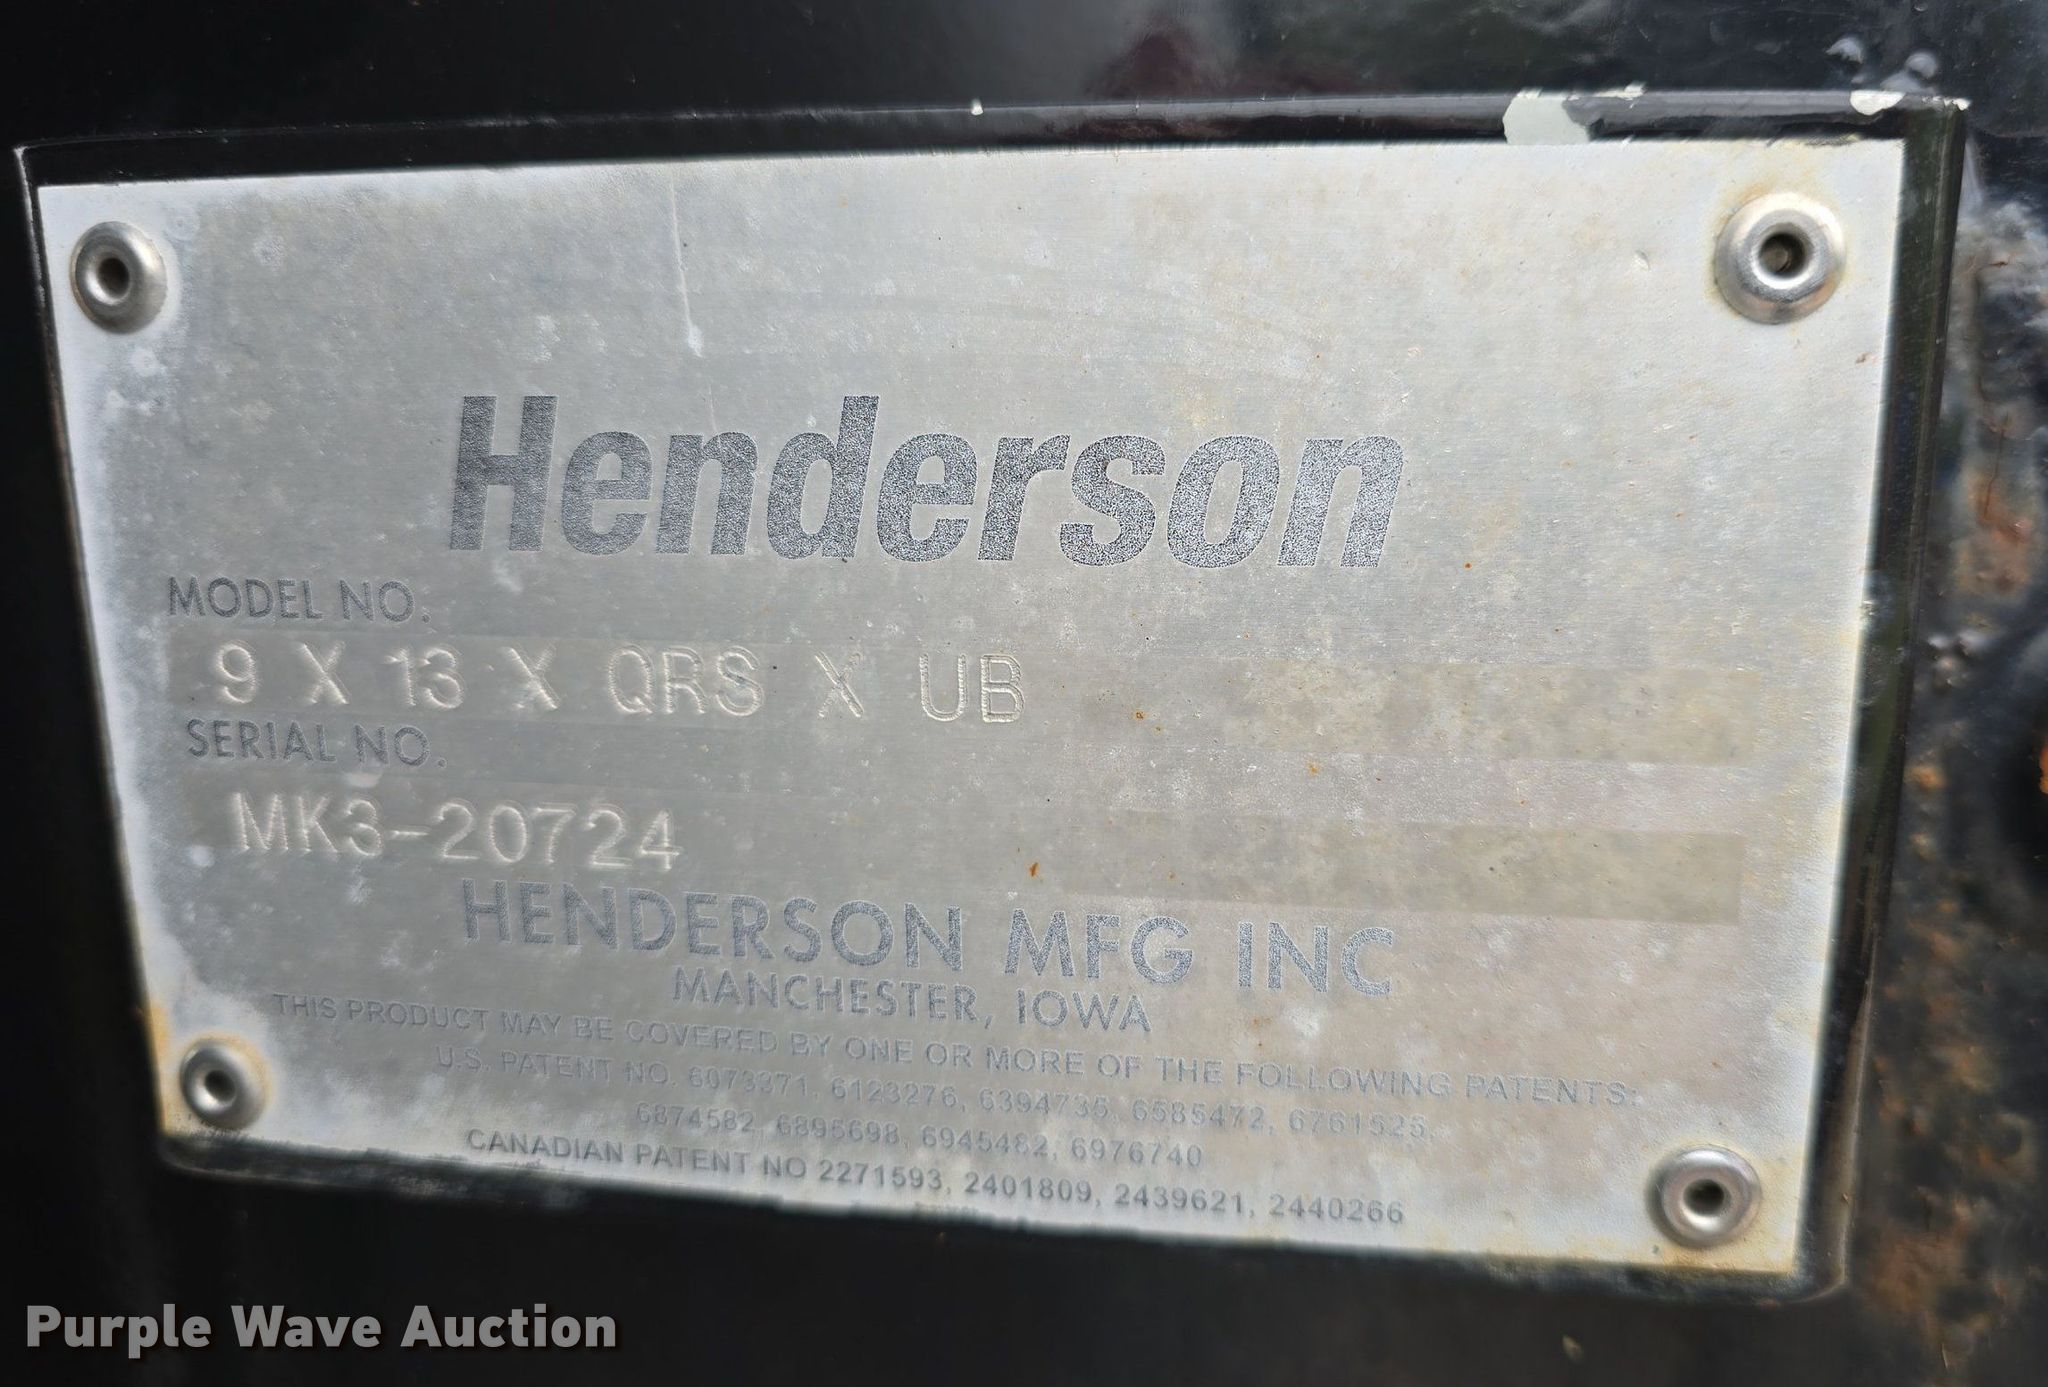 Henderson
MODEL NO.
9 X 13 X QRS X UB
SERIAL NO.
MK3-20724
HENDERSON MFG INC
MANCHESTER, IOWA
THIS PRODUCT MAY BE COVERED BY ONE OR MORE OF THE FOLLOWING PATENTS:
U.S. PATENT NO. 6073371, 6123276, 6394735, 6585472, 6761525,
6874582, 6895698, 6945482, 6976740
CANADIAN PATENT NO 2271593, 2401809, 2439621, 2440266
Purple Wave Auction